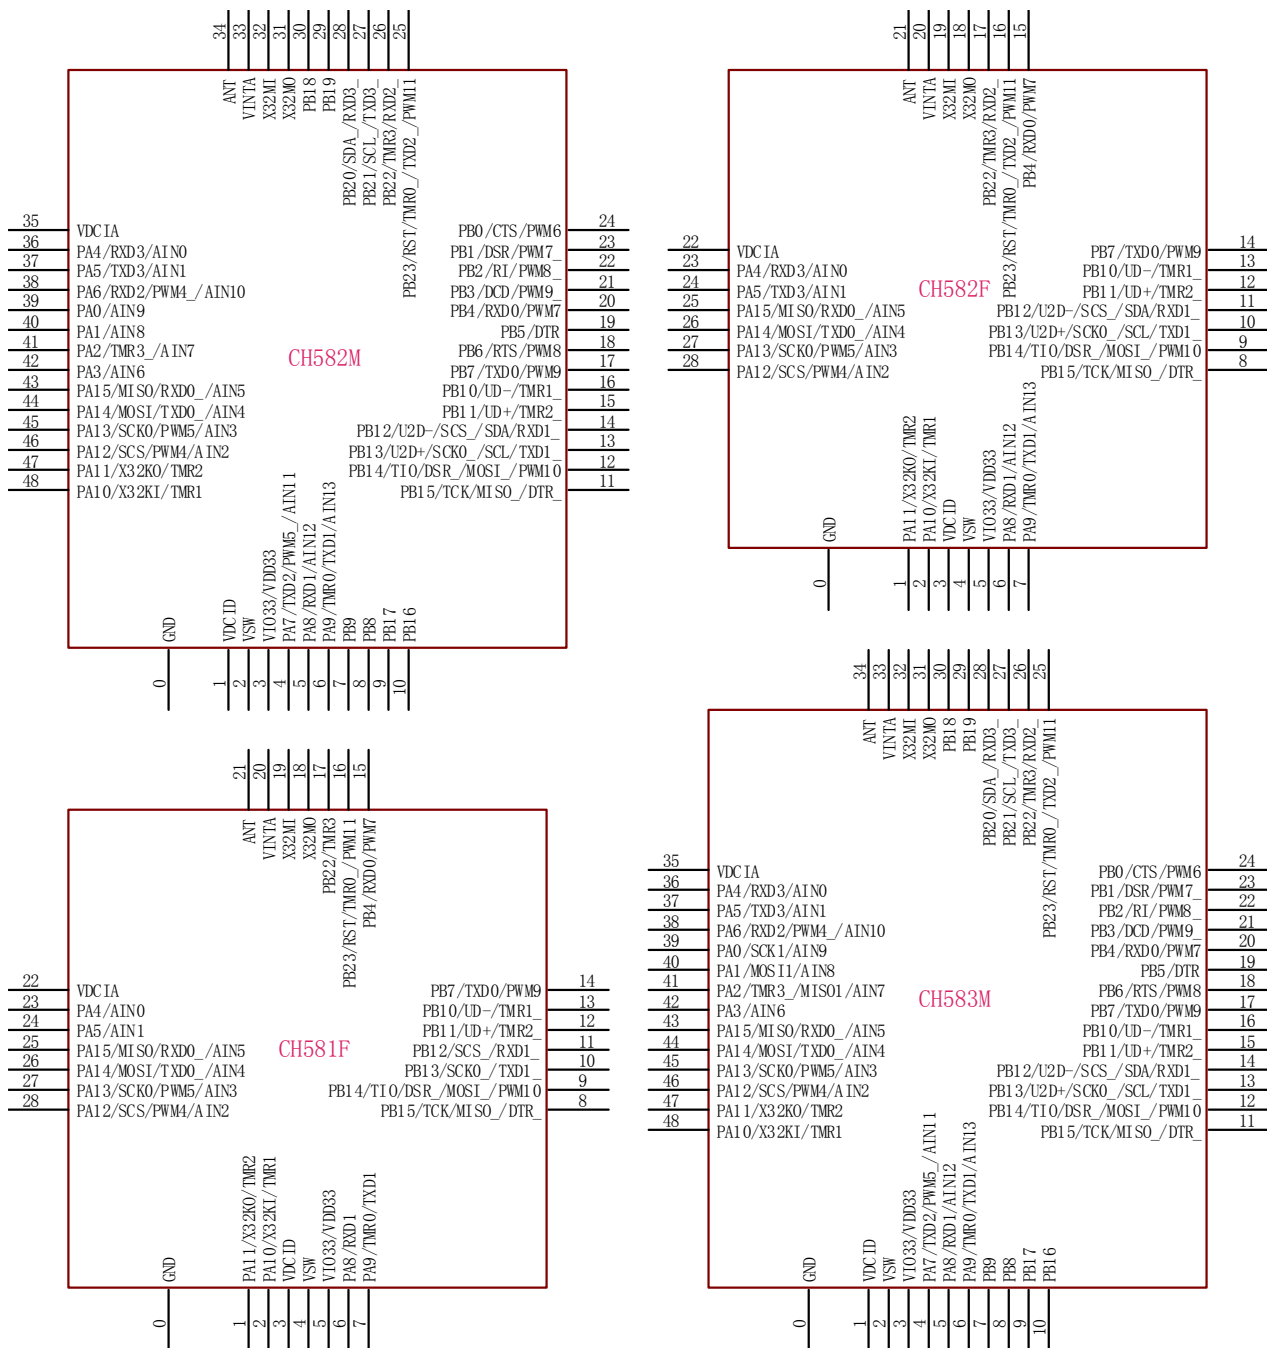 34 33 32 31 30 29 28 27 26 25
ANT
VINTA
X32MI
X32MO
PB18
PB19
PB20/SDA_/RXD3_
PB21/SCL_/TXD3_
PB22/TMR3/RXD2_
PB23/RST/TMR0_/TXD2_/PWM11
35 VDCIA
36 PA4/RXD3/AIN0
37 PA5/TXD3/AIN1
38 PA6/RXD2/PWM4_/AIN10
39 PA0/AIN9
40 PA1/AIN8
41 PA2/TMR3_/AIN7
42 PA3/AIN6
43 PA15/MISO/RXD0_/AIN5
44 PA14/MOSI/TXD0_/AIN4
45 PA13/SCK0/PWM5/AIN3
46 PA12/SCS/PWM4/AIN2
47 PA11/X32KO/TMR2
48 PA10/X32KI/TMR1
CH582M
PB0/CTS/PWM6 24
PB1/DSR/PWM7_ 23
PB2/RI/PWM8_ 22
PB3/DCD/PWM9_ 21
PB4/RXD0/PWM7 20
PB5/DTR 19
PB6/RTS/PWM8 18
PB7/TXD0/PWM9 17
PB10/UD-/TMR1_ 16
PB11/UD+/TMR2_ 15
PB12/U2D-/SCS_/SDA/RXD1_ 14
PB13/U2D+/SCK0_/SCL/TXD1_ 13
PB14/TIO/DSR_/MOSI_/PWM10 12
PB15/TCK/MISO_/DTR_ 11
GND
VDCID
VSW
VIO33/VDD33
PA7/TXD2/PWM5_/AIN11
PA8/RXD1/AIN12
PA9/TMR0/TXD1/AIN13
PB9
PB8
PB17
PB16
0 1 2 3 4 5 6 7 8 9 10
21 20 19 18 17 16 15
ANT
VINTA
X32MI
X32MO
PB22/TMR3/RXD2_
PB23/RST/TMR0_/TXD2_/PWM11
PB4/RXD0/PWM7
22 VDCIA
23 PA4/RXD3/AIN0
24 PA5/TXD3/AIN1
25 PA15/MISO/RXD0_/AIN5
26 PA14/MOSI/TXD0_/AIN4
27 PA13/SCK0/PWM5/AIN3
28 PA12/SCS/PWM4/AIN2
CH582F
PB7/TXD0/PWM9 14
PB10/UD-/TMR1_ 13
PB11/UD+/TMR2_ 12
PB12/U2D-/SCS_/SDA/RXD1_ 11
PB13/U2D+/SCK0_/SCL/TXD1_ 10
PB14/TIO/DSR_/MOSI_/PWM10 9
PB15/TCK/MISO_/DTR_ 8
GND
PA11/X32KO/TMR2
PA10/X32KI/TMR1
VDCID
VSW
VIO33/VDD33
PA8/RXD1/AIN12
PA9/TMR0/TXD1/AIN13
0 1 2 3 4 5 6 7
21 20 19 18 17 16 15
ANT
VINTA
X32MI
X32MO
PB22/TMR3
PB23/RST/TMR0_/PWM11
PB4/RXD0/PWM7
22 VDCIA
23 PA4/AIN0
24 PA5/AIN1
25 PA15/MISO/RXD0_/AIN5
26 PA14/MOSI/TXD0_/AIN4
27 PA13/SCK0/PWM5/AIN3
28 PA12/SCS/PWM4/AIN2
CH581F
PB7/TXD0/PWM9 14
PB10/UD-/TMR1_ 13
PB11/UD+/TMR2_ 12
PB12/SCS_/RXD1_ 11
PB13/SCK0_/TXD1_ 10
PB14/TIO/DSR_/MOSI_/PWM10 9
PB15/TCK/MISO_/DTR_ 8
GND
PA11/X32KO/TMR2
PA10/X32KI/TMR1
VDCID
VSW
VIO33/VDD33
PA8/RXD1
PA9/TMR0/TXD1
0 1 2 3 4 5 6 7
34 33 32 31 30 29 28 27 26 25
ANT
VINTA
X32MI
X32MO
PB18
PB19
PB20/SDA_/RXD3_
PB21/SCL_/TXD3_
PB22/TMR3/RXD2_
PB23/RST/TMR0_/TXD2_/PWM11
35 VDCIA
36 PA4/RXD3/AIN0
37 PA5/TXD3/AIN1
38 PA6/RXD2/PWM4_/AIN10
39 PA0/SCK1/AIN9
40 PA1/MOSI1/AIN8
41 PA2/TMR3_/MISO1/AIN7
42 PA3/AIN6
43 PA15/MISO/RXD0_/AIN5
44 PA14/MOSI/TXD0_/AIN4
45 PA13/SCK0/PWM5/AIN3
46 PA12/SCS/PWM4/AIN2
47 PA11/X32KO/TMR2
48 PA10/X32KI/TMR1
CH583M
PB0/CTS/PWM6 24
PB1/DSR/PWM7_ 23
PB2/RI/PWM8_ 22
PB3/DCD/PWM9_ 21
PB4/RXD0/PWM7 20
PB5/DTR 19
PB6/RTS/PWM8 18
PB7/TXD0/PWM9 17
PB10/UD-/TMR1_ 16
PB11/UD+/TMR2_ 15
PB12/U2D-/SCS_/SDA/RXD1_ 14
PB13/U2D+/SCK0_/SCL/TXD1_ 13
PB14/TIO/DSR_/MOSI_/PWM10 12
PB15/TCK/MISO_/DTR_ 11
GND
VDCID
VSW
VIO33/VDD33
PA7/TXD2/PWM5_/AIN11
PA8/RXD1/AIN12
PA9/TMR0/TXD1/AIN13
PB9
PB8
PB17
PB16
0 1 2 3 4 5 6 7 8 9 10